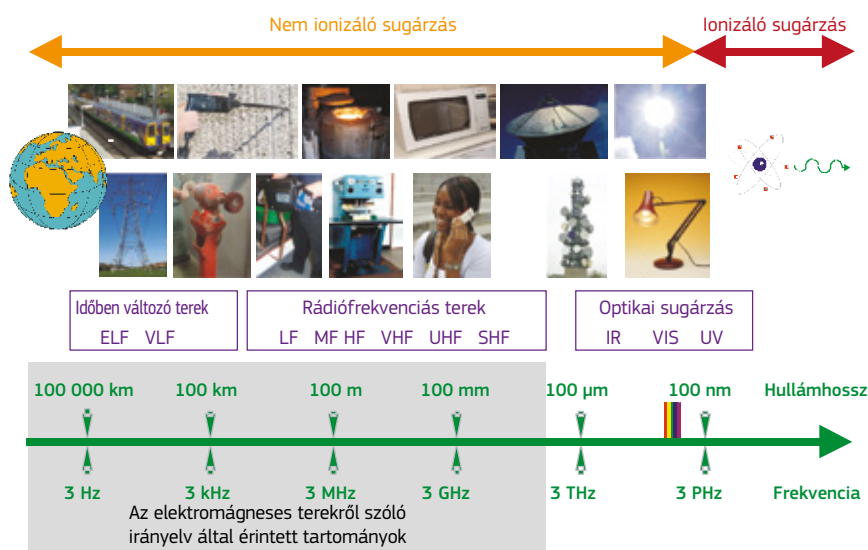 Nem ionizáló sugárzás Ionizáló sugárzás
Időben változó terek Rádiófrekvenciás terek Optikai sugárzás
ELF VLF LF MF HF VHF UHF SHF IR VIS UV
100 000 km 100 km 100 m 100 mm 100 µm 100 nm Hullámhossz
3 Hz 3 kHz 3 MHz 3 GHz 3 THz 3 PHz Frekvencia
Az elektromágneses terekről szóló
irányelv által érintett tartományok